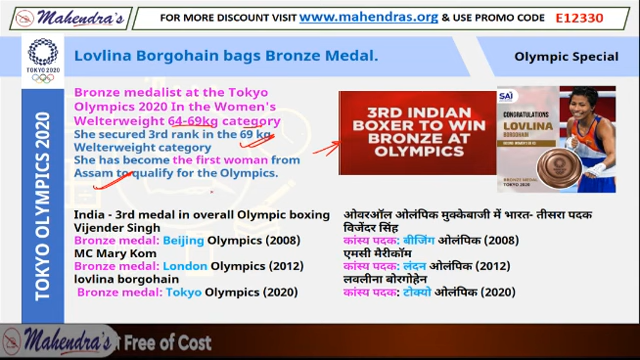 Mahendra's
FOR MORE DISCOUNT VISIT www.mahendras.org & USE PROMO CODE E12330
TOKYO 2020
Lovlina Borgohain bags Bronze Medal.
Olympic Special
TOKYO OLYMPICS 2020
Bronze medalist at the Tokyo
Olympics 2020 In the Women's
Welterweight 64-69kg category
She secured 3rd rank in the 69 kg
Welterweight category
She has become the first woman from
Assam to qualify for the Olympics.
3RD INDIAN
BOXER TO WIN
BRONZE AT
OLYMPICS
SAI
CONGRATULATIONS
LOVLINA
BORGOHAIN
BRONZE MEDAL
TOKYO 2020
India - 3rd medal in overall Olympic boxing
Vijender Singh
Bronze medal: Beijing Olympics (2008)
MC Mary Kom
Bronze medal: London Olympics (2012)
lovlina borgohain
Bronze medal: Tokyo Olympics (2020)
ओवरऑल ओलंपिक मुक्केबाजी में भारत- तीसरा पदक
विजेंदर सिंह
कांस्य पदक: बीजिंग ओलंपिक (2008)
एमसी मैरीकॉम
कांस्य पदक: लंदन ओलंपिक (2012)
लवलीना बोरगोहेन
कांस्य पदक: टोक्यो ओलंपिक (2020)
Mahendra's
Free of Cost